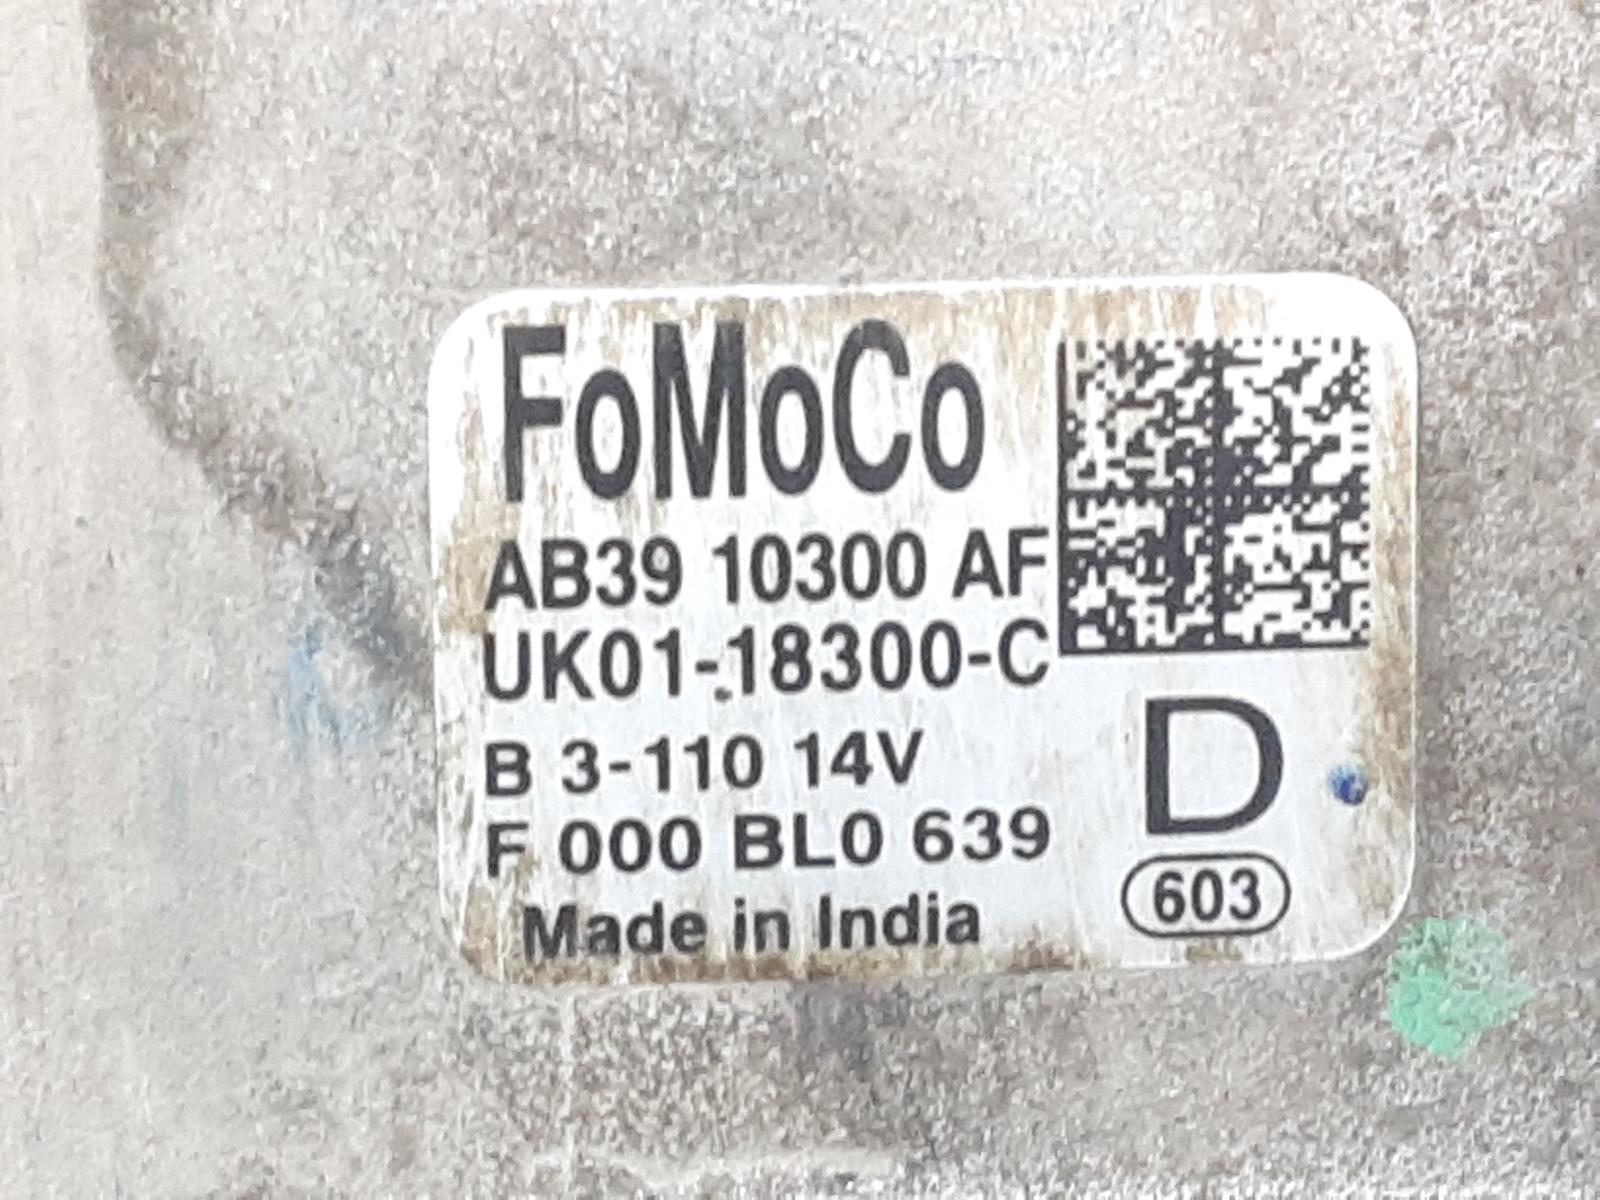 FoMoCo
AB39 10300 AF
UK01-18300-C
B 3-110 14V
F 000 BL0 639
Made in India
D
603